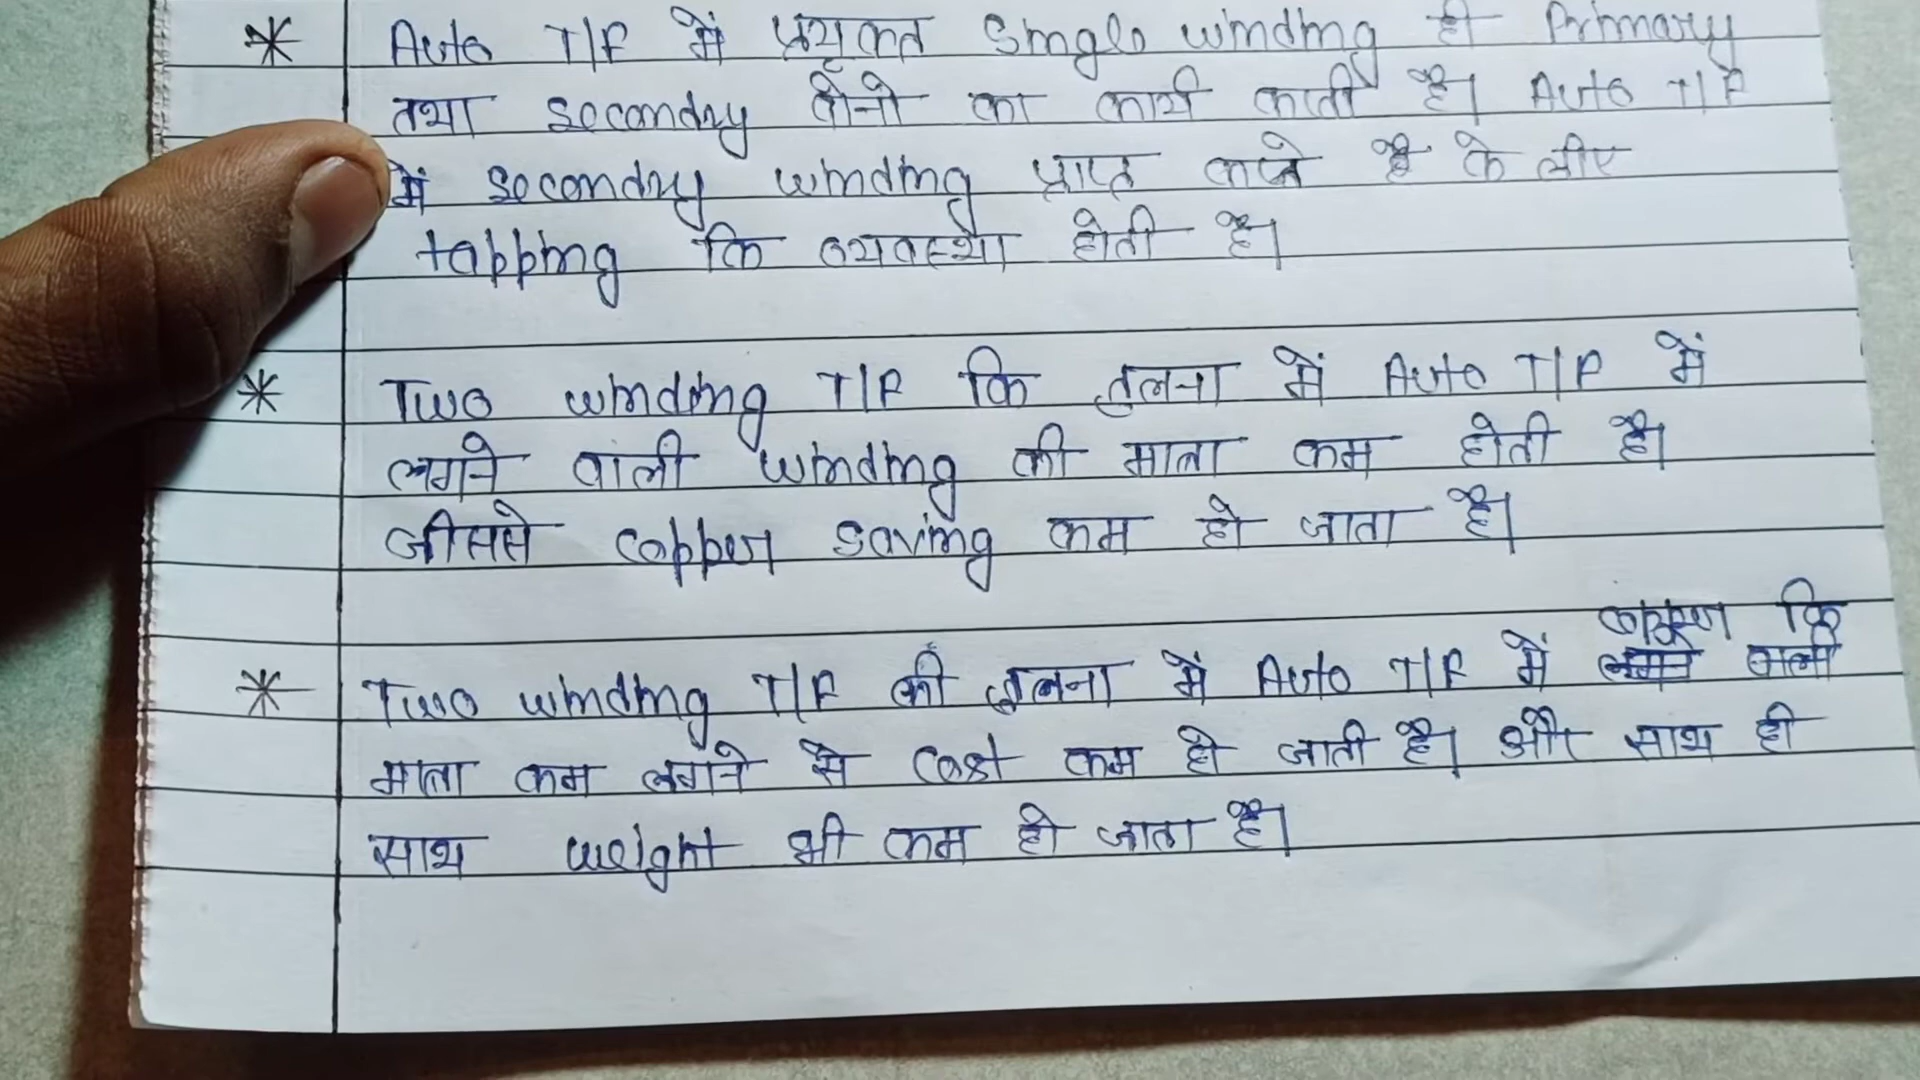 * Auto T/F में प्रयुक्त Single winding ही Primary
तथा secondry दोनो का कार्य करती है। Auto T/F
में secondry winding प्राप्त करने है के लीए
tapping कि व्यवस्था होती है।
* Two winding T/F कि तुलना में Auto T/F में
लगने वाली winding की मात्रा कम होती है।
जीससे copper saving कम हो जाता है।
कारण कि
* Two winding T/F की तुलना में Auto T/F में लगने वाली
मात्रा कम लगने से Cost कम हो जाती है। और साथ ही
साथ weight भी कम हो जाता है।